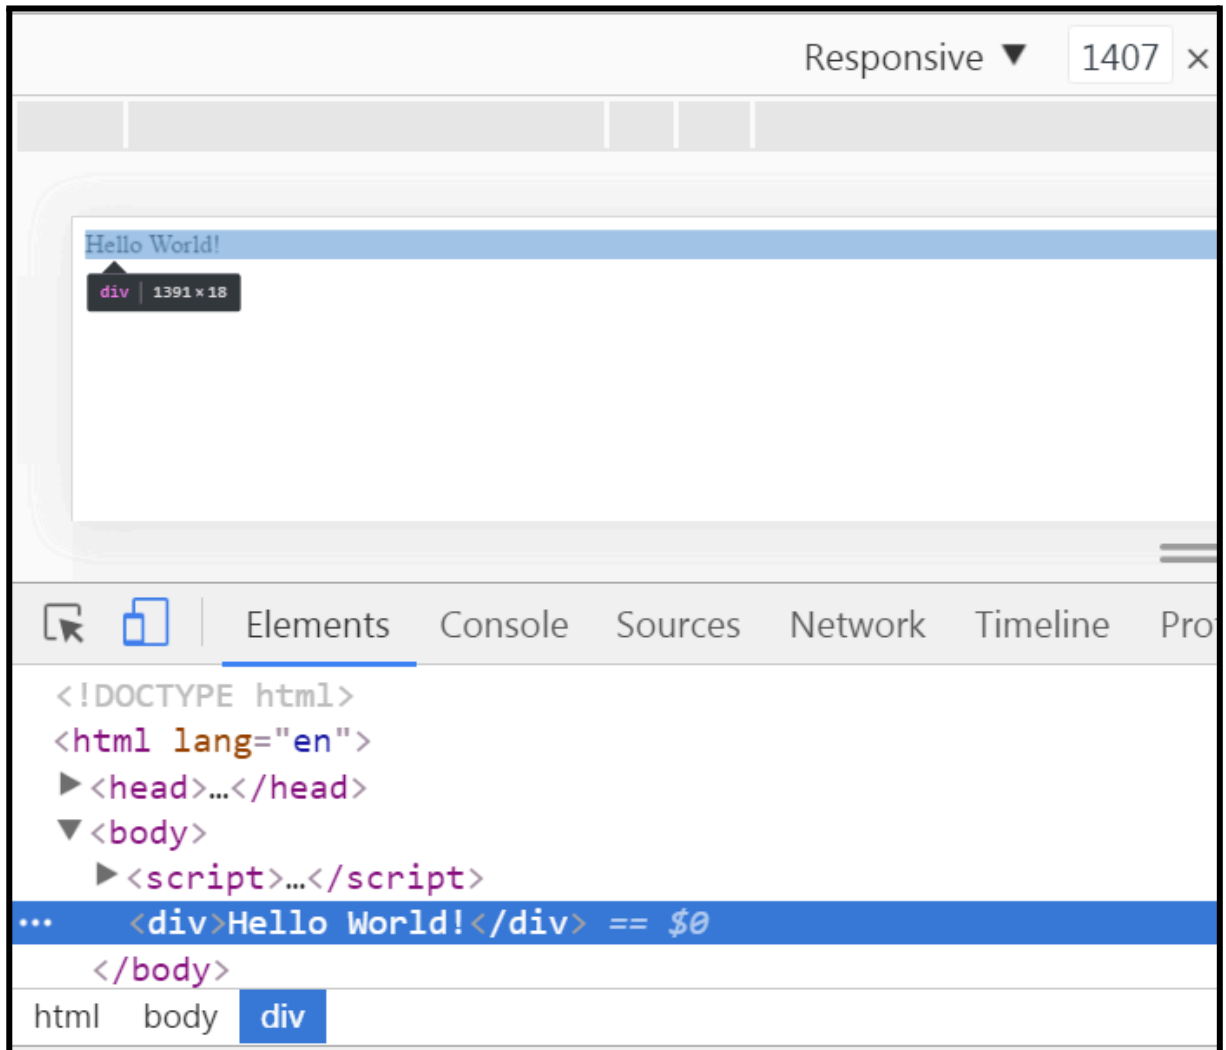 Responsive ▼ 1407 ×
Hello World!
div | 1391 × 18
Elements Console Sources Network Timeline
<!DOCTYPE html>
<html lang="en">
▶ <head>…</head>
▼ <body>
▶ <script>…</script>
... <div>Hello World!</div> == $0
</body>
html body div